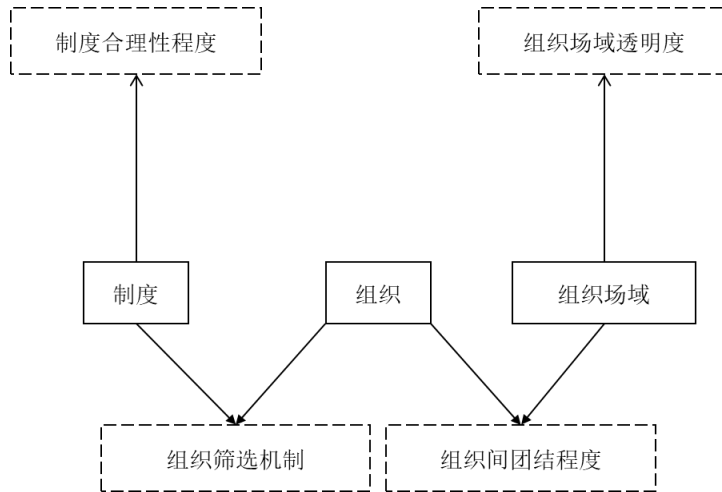 制度合理性程度
组织场域透明度
制度
组织
组织场域
组织筛选机制
组织间团结程度